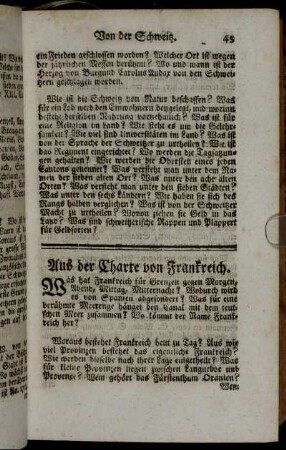 Von der Schweitz. 45
ein Frieden geschlossen worden? Welcher Ort ist wegen
der jährlichen Messen berühmt? Wo und wann ist der
Hertzog von Burgund Carolus Audax von den Schwei-
tzern geschlagen worden.
Wie ist die Schweitz von Natur beschaffen? Was
für ein Lob wird den Einwohnern beygelegt, und worinn
bestehet derselben Nahrung vornehmlich? Was ist für
eine Religion im Land? Wie steht es um die Gelehr-
samkeit? Wie viel sind Universitäten im Land? Was ist
von der Sprache der Schweitzer zu urtheilen? Wie ist
das Regiment eingerichtet? Wo werden die Tagsatzun-
gen gehalten? Wie werden die Obersten eines jeden
Cantons genennet? Was verstehet man unter dem Na-
men der sieben alten Ort? Was unter den acht alten
Orten? Was verstehet man unter den sieben Städten?
Was unter den sechs Ländern? Wie haben sie sich des
Rangs halben verglichen? Was ist von der Schweitzer
Macht zu urtheilen? Wovon ziehen sie Geld in das
Land? Was sind schweitzerische Rappen und Plappert
für Geldsorten?
Aus der Charte von Frankreich.
Was hat Frankreich für Grenzen gegen Morgen,
Abend, Mittag, Mitternacht? Wodurch wird
es von Spanien abgesondert? Was für eine
berühmte Meerenge hänget den Canal mit dem teut-
schen Meer zusammen? Wo kömmt der Name Frank-
reich her?
Woraus bestehet Frankreich heut zu Tag? Aus wie
viel Provinzen bestehet das eigentliche Frankreich?
Wie werden dieselbe nach ihrer Lage eingetheilt? Was
für kleine Provinzen liegen zwischen Languedoc und
Provence? Wem gehört das Fürstenthum Oranien?
Wem